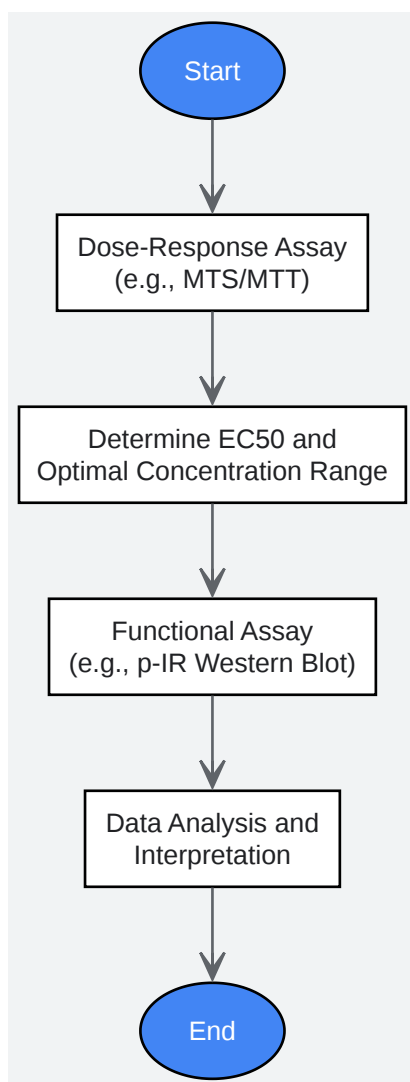 Start
Dose-Response Assay
(e.g., MTS/MTT)
Determine EC50 and
Optimal Concentration Range
Functional Assay
(e.g., p-IR Western Blot)
Data Analysis and
Interpretation
End